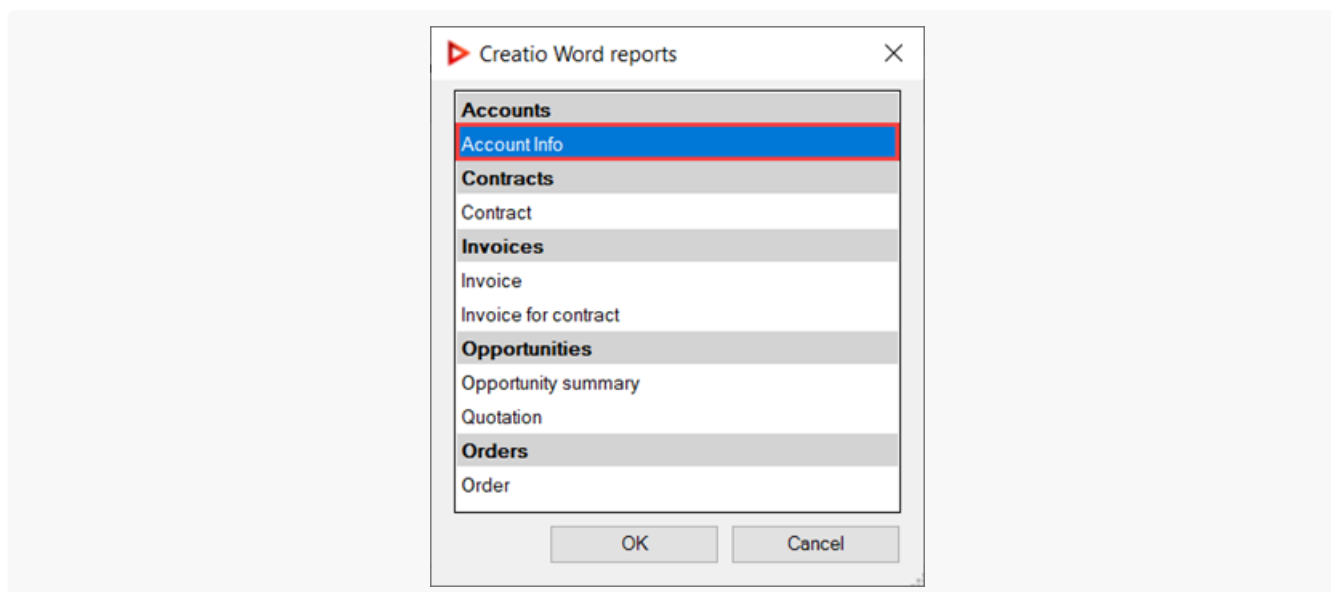 Creatio Word reports
Accounts
Account Info
Contracts
Contract
Invoices
Invoice
Invoice for contract
Opportunities
Opportunity summary
Quotation
Orders
Order
OK Cancel